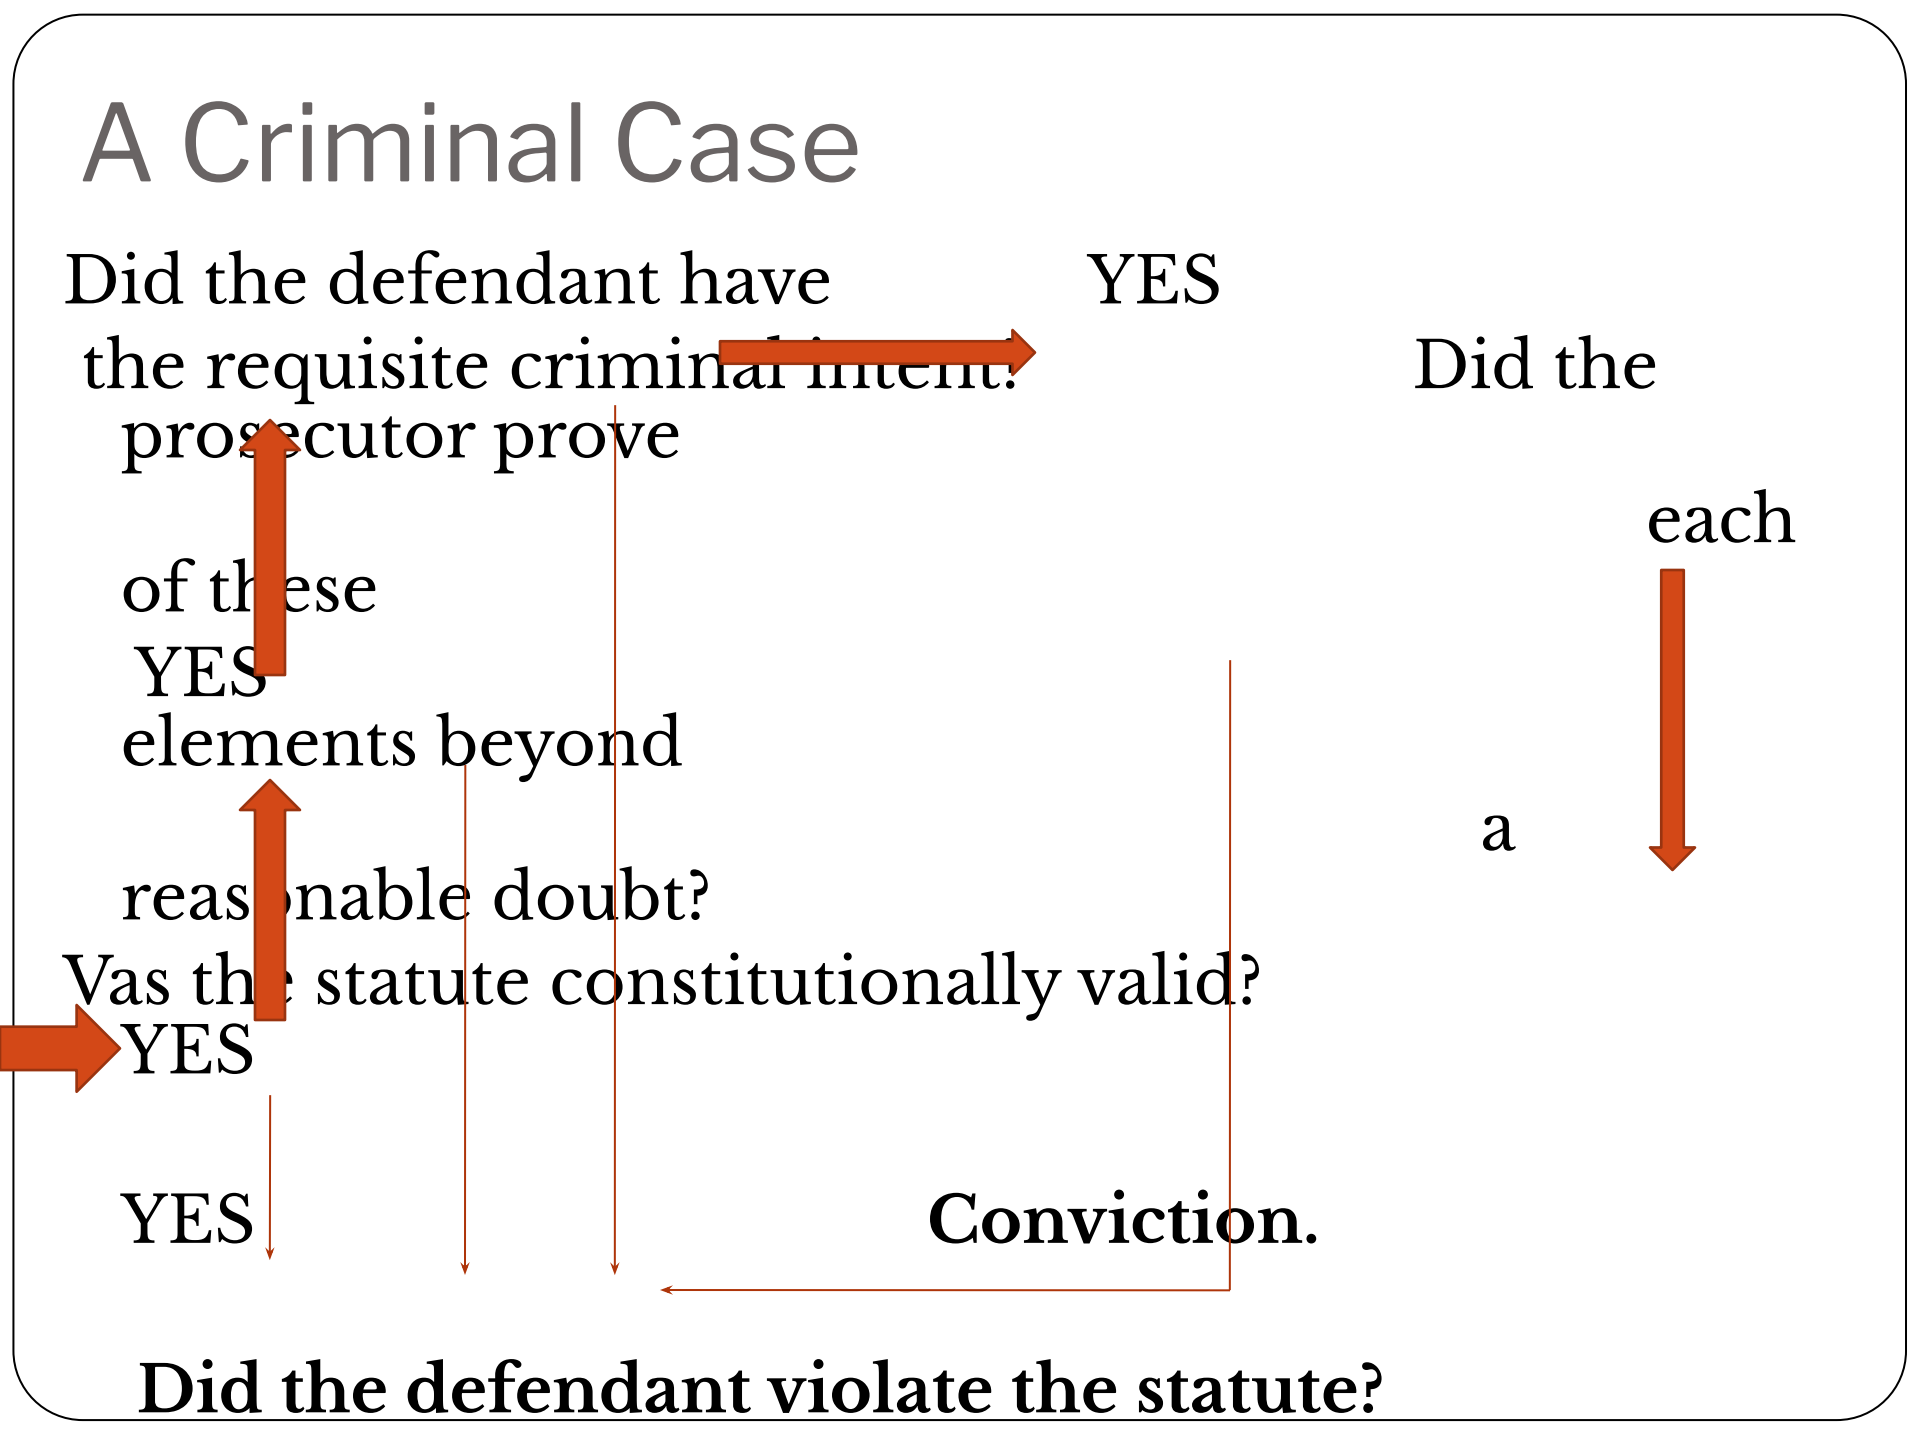 A Criminal Case
Did the defendant have YES
the requisite criminal intent? Did the
prosecutor prove
each
of these
YES
elements beyond
a
reasonable doubt?
Vas the statute constitutionally valid?
YES
YES Conviction.
Did the defendant violate the statute?